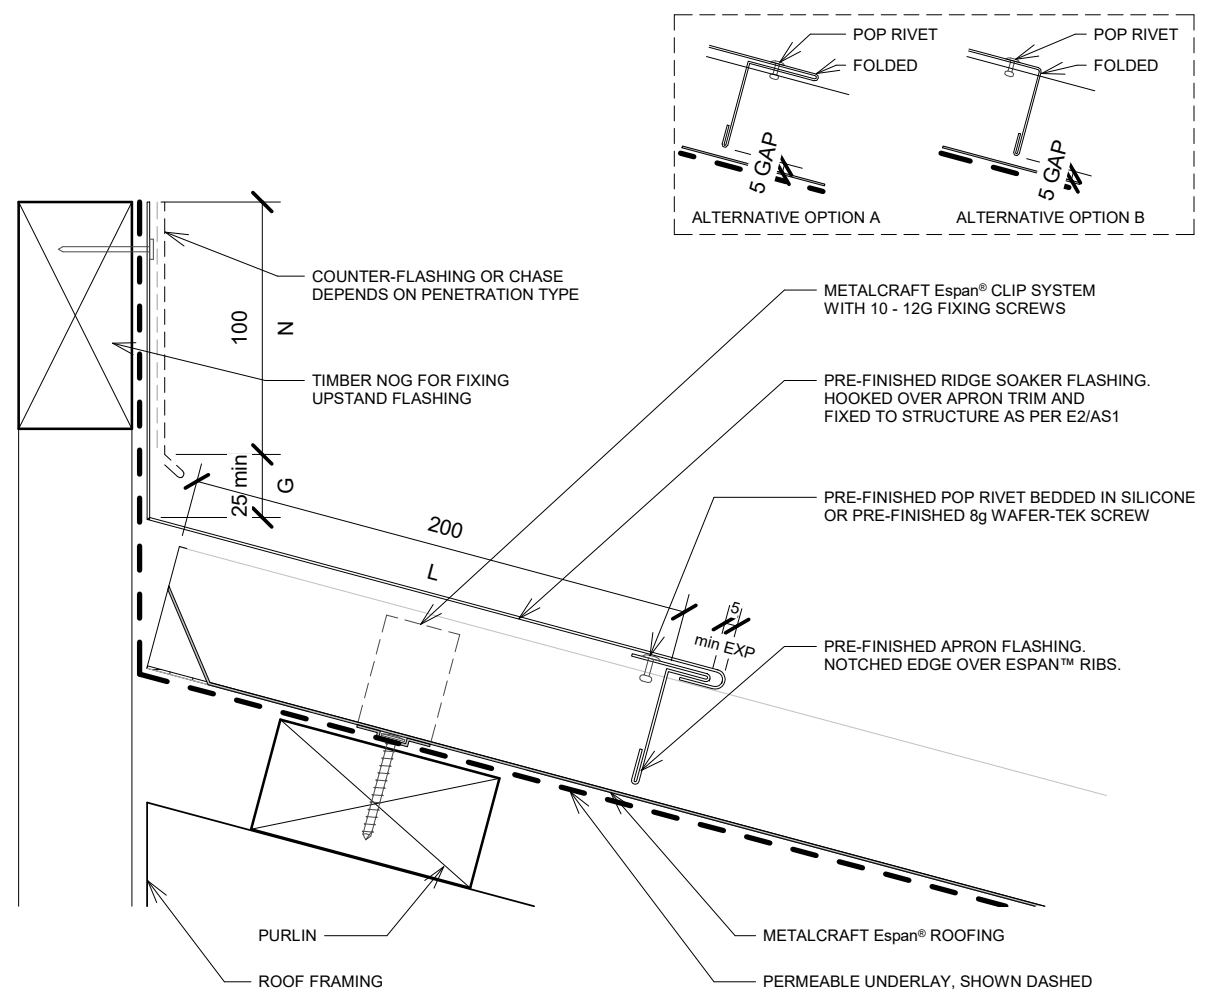 POP RIVET
FOLDED
POP RIVET
FOLDED
5 GAP
5 GAP
ALTERNATIVE OPTION A
ALTERNATIVE OPTION B
COUNTER-FLASHING OR CHASE
DEPENDS ON PENETRATION TYPE
METALCRAFT Espan® CLIP SYSTEM
WITH 10 - 12G FIXING SCREWS
100
N
TIMBER NOG FOR FIXING
UPSTAND FLASHING
PRE-FINISHED RIDGE SOAKER FLASHING.
HOOKED OVER APRON TRIM AND
FIXED TO STRUCTURE AS PER E2/AS1
25 min
G
200
L
PRE-FINISHED POP RIVET BEDDED IN SILICONE
OR PRE-FINISHED 8g WAFER-TEK SCREW
5
min EXP
PRE-FINISHED APRON FLASHING.
NOTCHED EDGE OVER ESPAN™ RIBS.
PURLIN
METALCRAFT Espan® ROOFING
ROOF FRAMING
PERMEABLE UNDERLAY, SHOWN DASHED